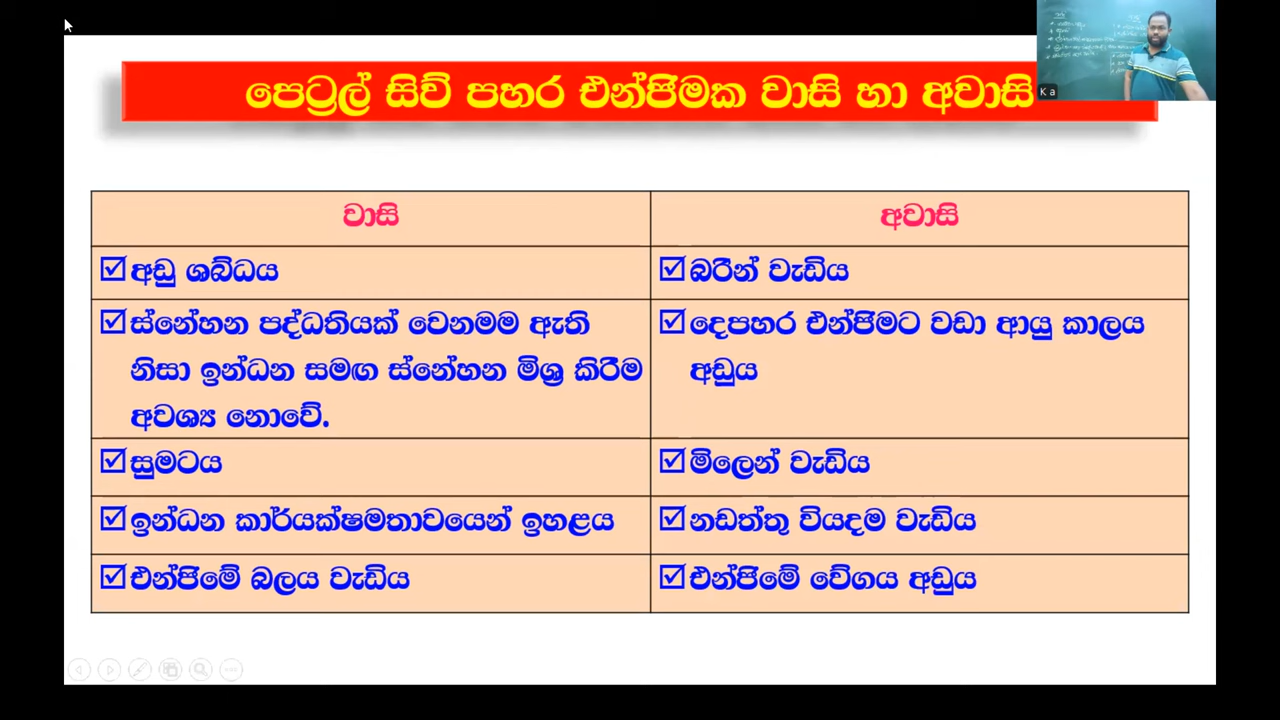 පෙට්‍රල් සිව් පහර එන්ජිමක වාසි හා අවාසි
වාසි
අවාසි
අඩු ශබ්ධය
බරින් වැඩිය
ස්නේහන පද්ධතියක් වෙනමම ඇති
නිසා ඉන්ධන සමඟ ස්නේහන මිශ්‍ර කිරීම
අවශ්‍ය නොවේ.
දෙපහර එන්ජිමට වඩා ආයු කාලය
අඩුය
සුමටය
මිලෙන් වැඩිය
ඉන්ධන කාර්යක්ෂමතාවයෙන් ඉහළය
නඩත්තු වියදම වැඩිය
එන්ජිමේ බලය වැඩිය
එන්ජිමේ වේගය අඩුය
K a